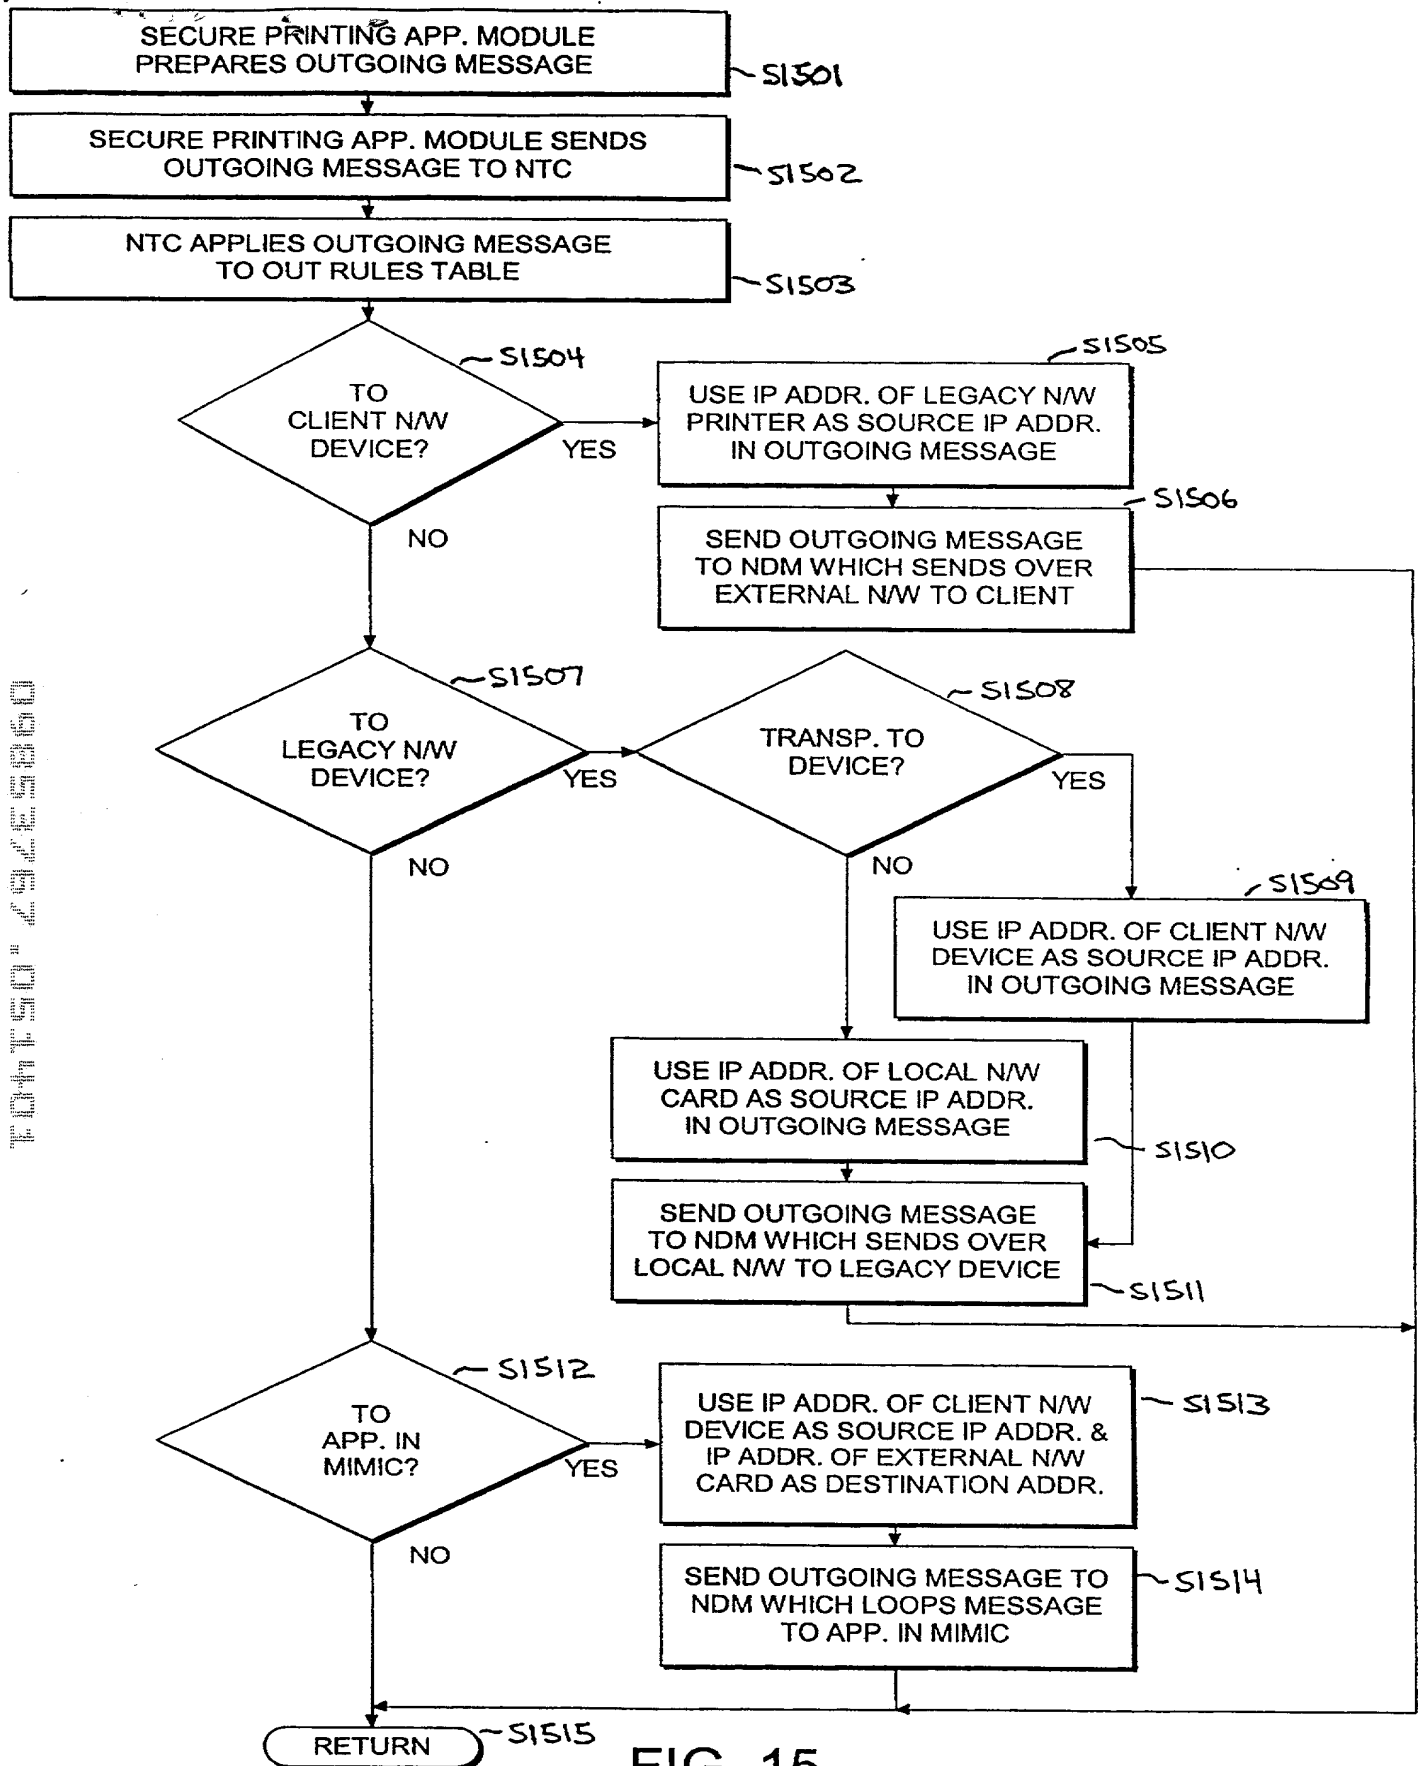 SECURE PRINTING APP. MODULE
PREPARES OUTGOING MESSAGE
S1501
SECURE PRINTING APP. MODULE SENDS
OUTGOING MESSAGE TO NTC
S1502
NTC APPLIES OUTGOING MESSAGE
TO OUT RULES TABLE
S1503
TO
CLIENT N/W
DEVICE?
S1504
YES
NO
S1505
USE IP ADDR. OF LEGACY N/W
PRINTER AS SOURCE IP ADDR.
IN OUTGOING MESSAGE
S1506
SEND OUTGOING MESSAGE
TO NDM WHICH SENDS OVER
EXTERNAL N/W TO CLIENT
TO
LEGACY N/W
DEVICE?
S1507
YES
NO
TRANSP. TO
DEVICE?
S1508
YES
NO
S1509
USE IP ADDR. OF CLIENT N/W
DEVICE AS SOURCE IP ADDR.
IN OUTGOING MESSAGE
USE IP ADDR. OF LOCAL N/W
CARD AS SOURCE IP ADDR.
IN OUTGOING MESSAGE
S1510
SEND OUTGOING MESSAGE
TO NDM WHICH SENDS OVER
LOCAL N/W TO LEGACY DEVICE
S1511
TO
APP. IN
MIMIC?
S1512
YES
NO
USE IP ADDR. OF CLIENT N/W
DEVICE AS SOURCE IP ADDR. &
IP ADDR. OF EXTERNAL N/W
CARD AS DESTINATION ADDR.
S1513
SEND OUTGOING MESSAGE TO
NDM WHICH LOOPS MESSAGE
TO APP. IN MIMIC
S1514
RETURN
S1515
FIG. 15